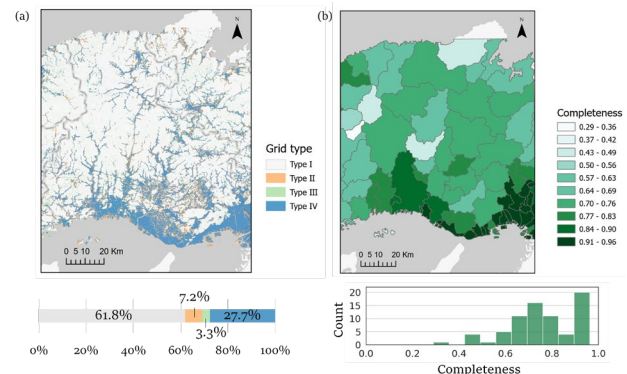 (a)
N
Grid type
Type I
Type II
Type III
Type IV
0 5 10 20 Km
7.2%
61.8%
27.7%
3.3%
0%
20%
40%
60%
80%
100%
(b)
N
Completeness
0.29 - 0.36
0.37 - 0.42
0.43 - 0.49
0.50 - 0.56
0.57 - 0.63
0.64 - 0.69
0.70 - 0.76
0.77 - 0.83
0.84 - 0.90
0.91 - 0.96
0 5 10 20 Km
Count
20
15
10
5
0
0.0
0.2
0.4
0.6
0.8
1.0
Completeness